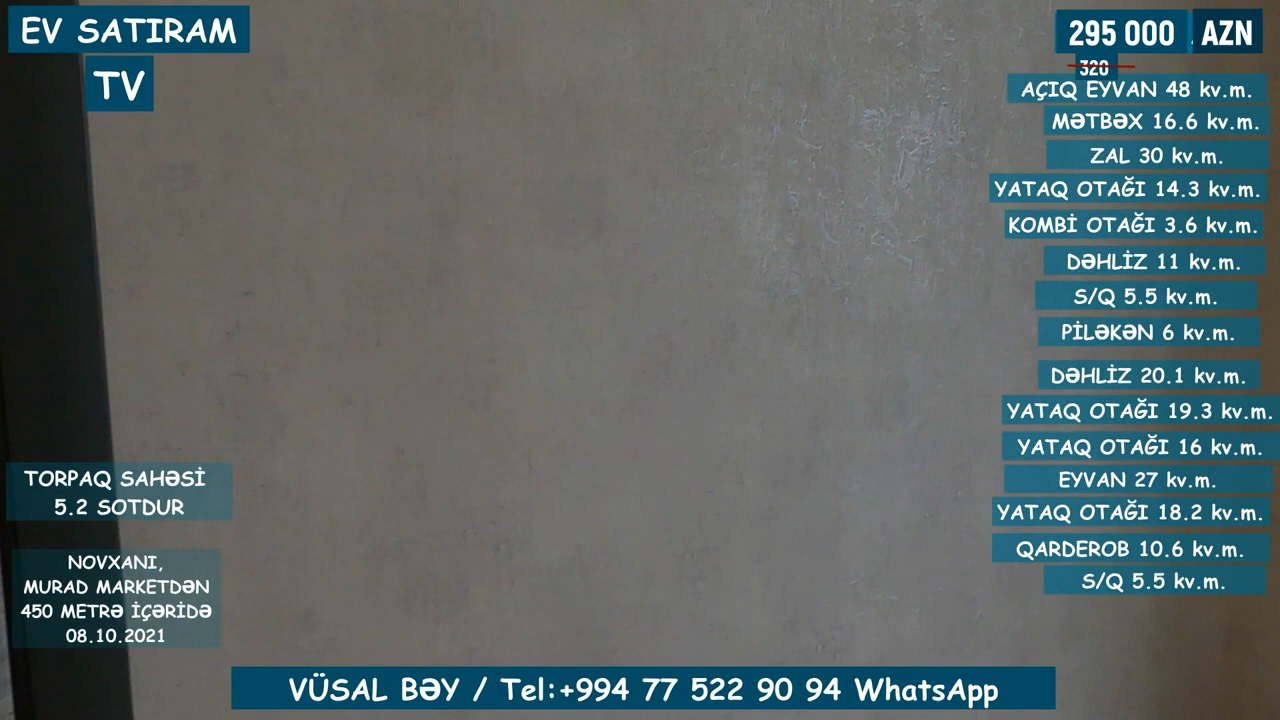 EV SATIRAM
TV
295 000 AZN
320
AÇIQ EYVAN 48 kv.m.
MƏTBƏX 16.6 kv.m.
ZAL 30 kv.m.
YATAQ OTAĞI 14.3 kv.m.
KOMBİ OTAĞI 3.6 kv.m.
DƏHLİZ 11 kv.m.
S/Q 5.5 kv.m.
PİLƏKƏN 6 kv.m.
DƏHLİZ 20.1 kv.m.
YATAQ OTAĞI 19.3 kv.m.
YATAQ OTAĞI 16 kv.m.
EYVAN 27 kv.m.
YATAQ OTAĞI 18.2 kv.m.
QARDEROB 10.6 kv.m.
S/Q 5.5 kv.m.
TORPAQ SAHƏSİ
5.2 SOTDUR
NOVXANI,
MURAD MARKETDƏN
450 METRƏ İÇƏRİDƏ
08.10.2021
VÜSAL BƏY / Tel:+994 77 522 90 94 WhatsApp